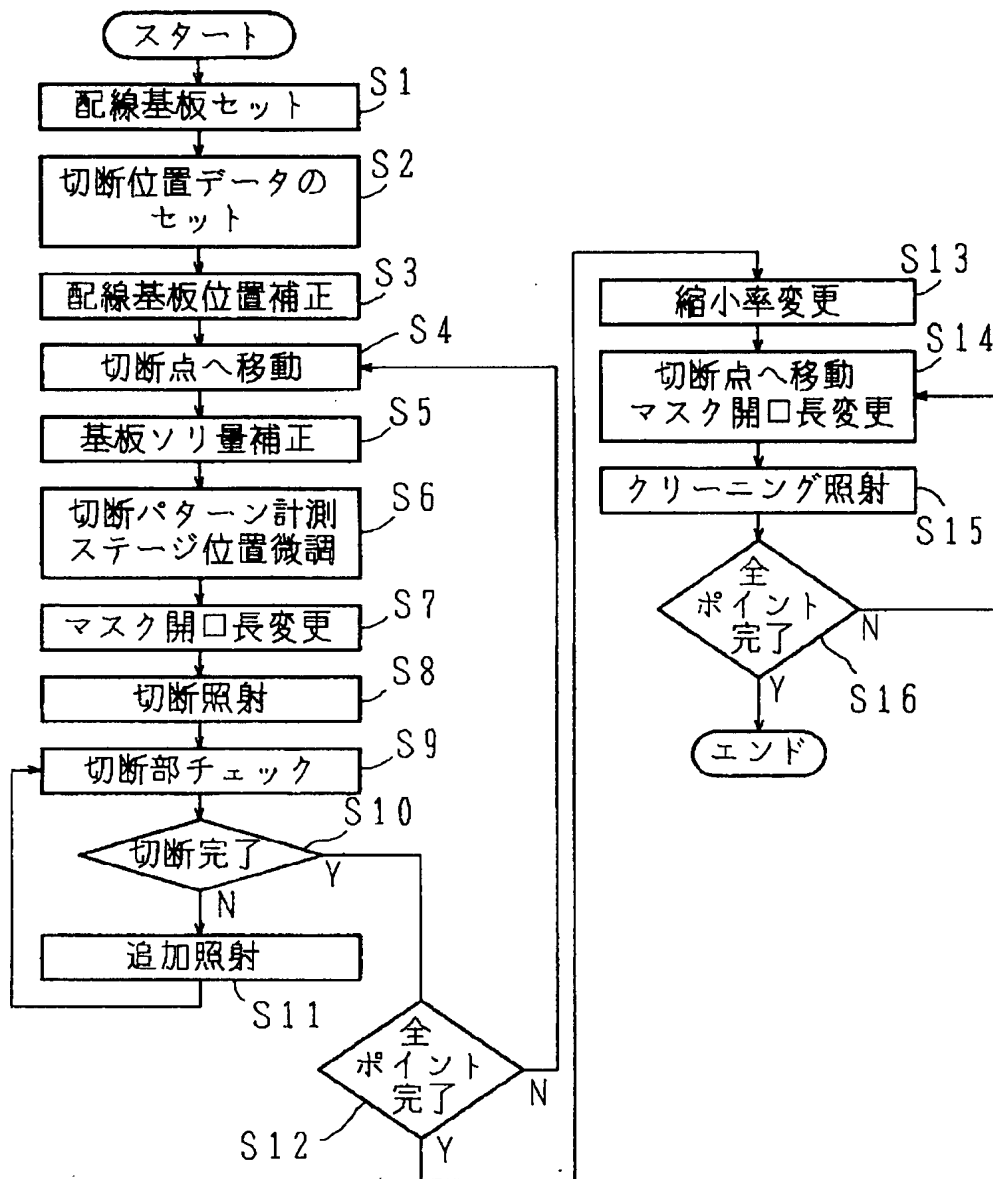 スタート
S1
配線基板セット
S2
切断位置データの
セット
S3
配線基板位置補正
S4
切断点へ移動
S5
基板ソリ量補正
S6
切断パターン計測
ステージ位置微調
S7
マスク開口長変更
S8
切断照射
S9
切断部チェック
S10
切断完了
Y
N
追加照射
S11
全
ポイント
完了
N
S12
Y
S13
縮小率変更
S14
切断点へ移動
マスク開口長変更
クリーニング照射
S15
全
ポイント
完了
N
Y
S16
エンド